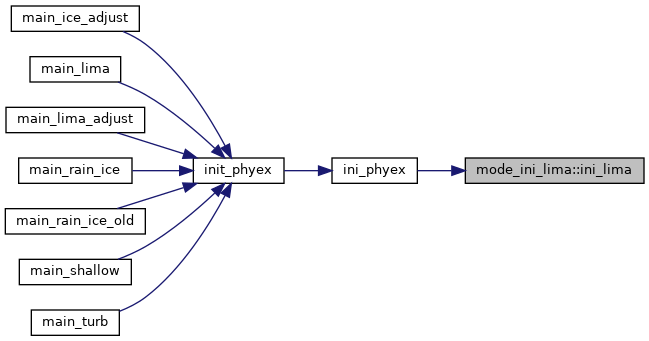 main_ice_adjust
main_lima
main_lima_adjust
main_rain_ice
main_rain_ice_old
main_shallow
main_turb
init_phyex
ini_phyex
mode_ini_lima::ini_lima